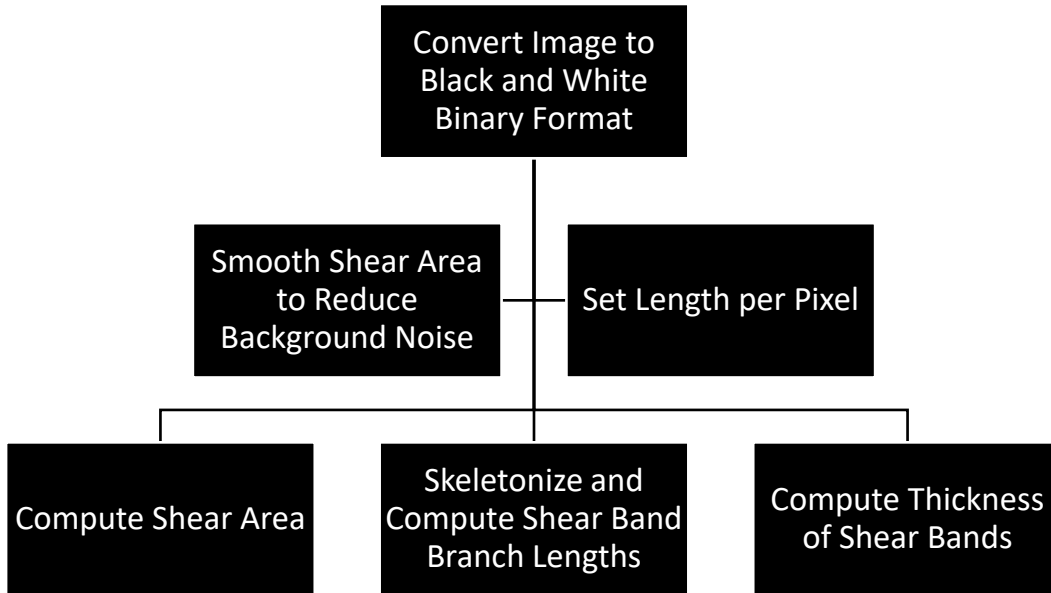 Convert Image to
Black and White
Binary Format
Smooth Shear Area
to Reduce
Background Noise
Set Length per Pixel
Compute Shear Area
Skeletonize and
Compute Shear Band
Branch Lengths
Compute Thickness
of Shear Bands